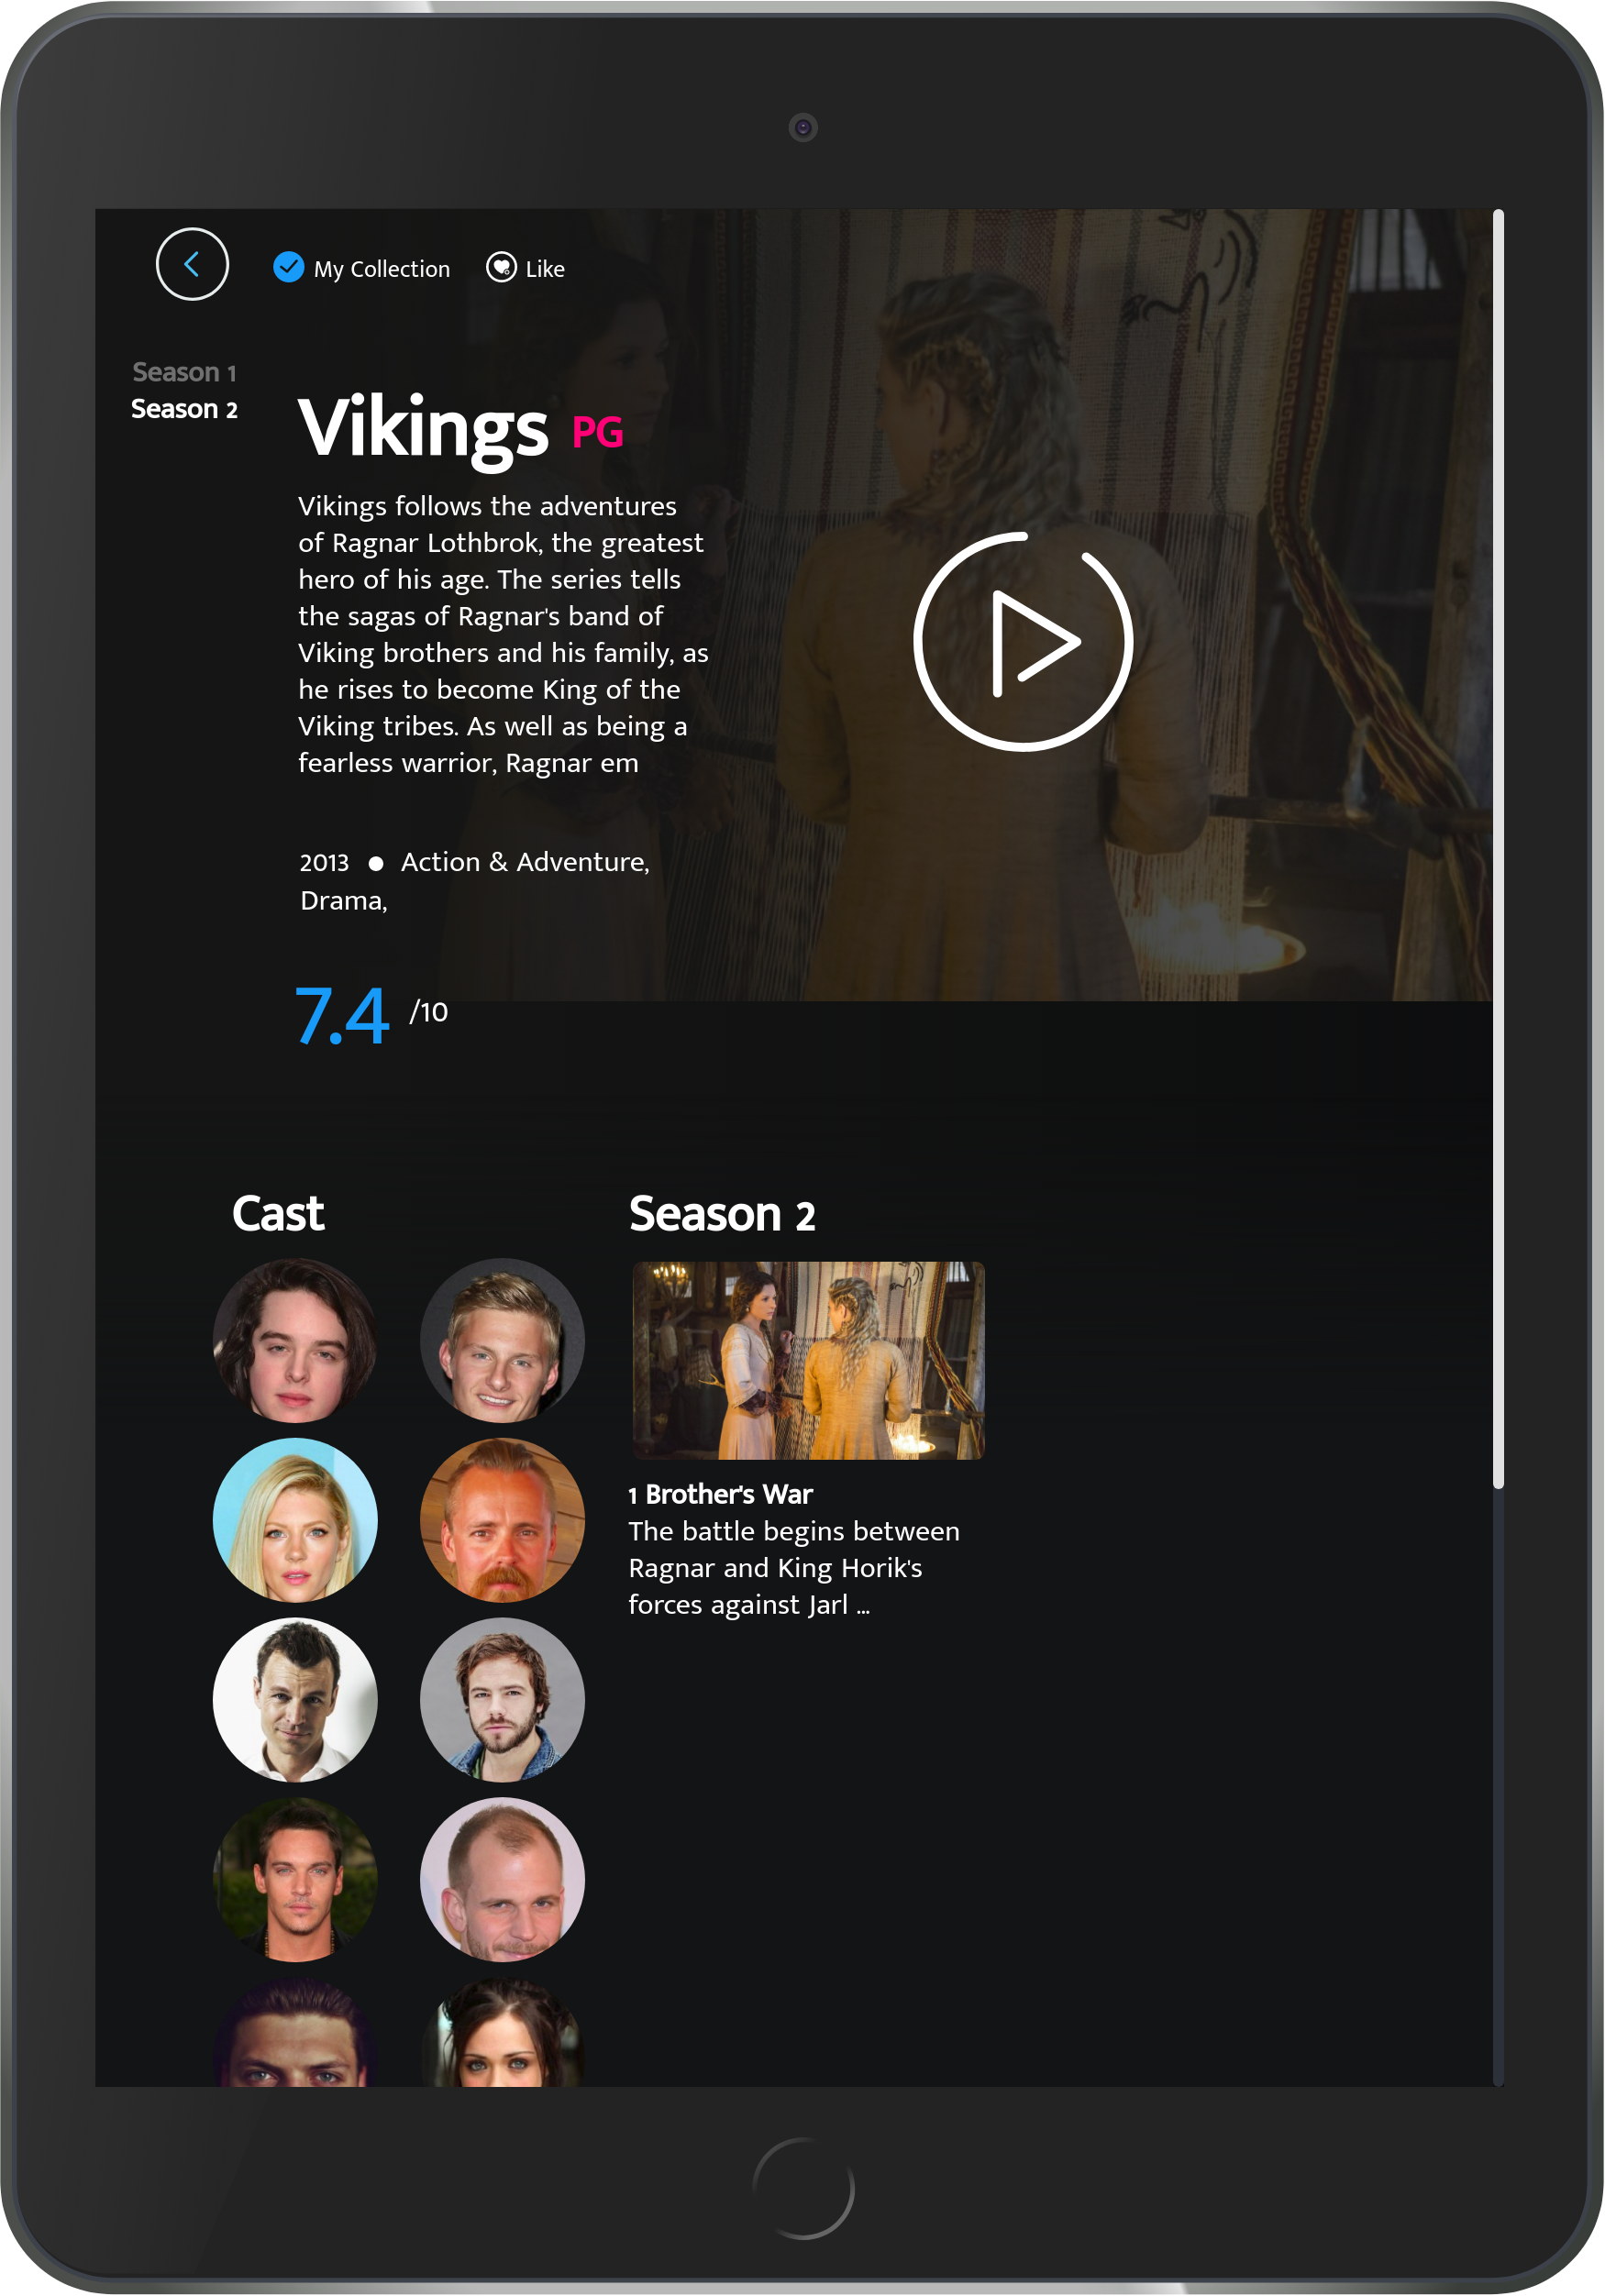 My Collection
Like
Season 1
Season 2
Vikings PG
Vikings follows the adventures
of Ragnar Lothbrok, the greatest
hero of his age. The series tells
the sagas of Ragnar's band of
Viking brothers and his family, as
he rises to become King of the
Viking tribes. As well as being a
fearless warrior, Ragnar em
2013 ● Action & Adventure,
Drama,
7.4 /10
Cast
Season 2
1 Brother's War
The battle begins between
Ragnar and King Horik's
forces against Jarl ...